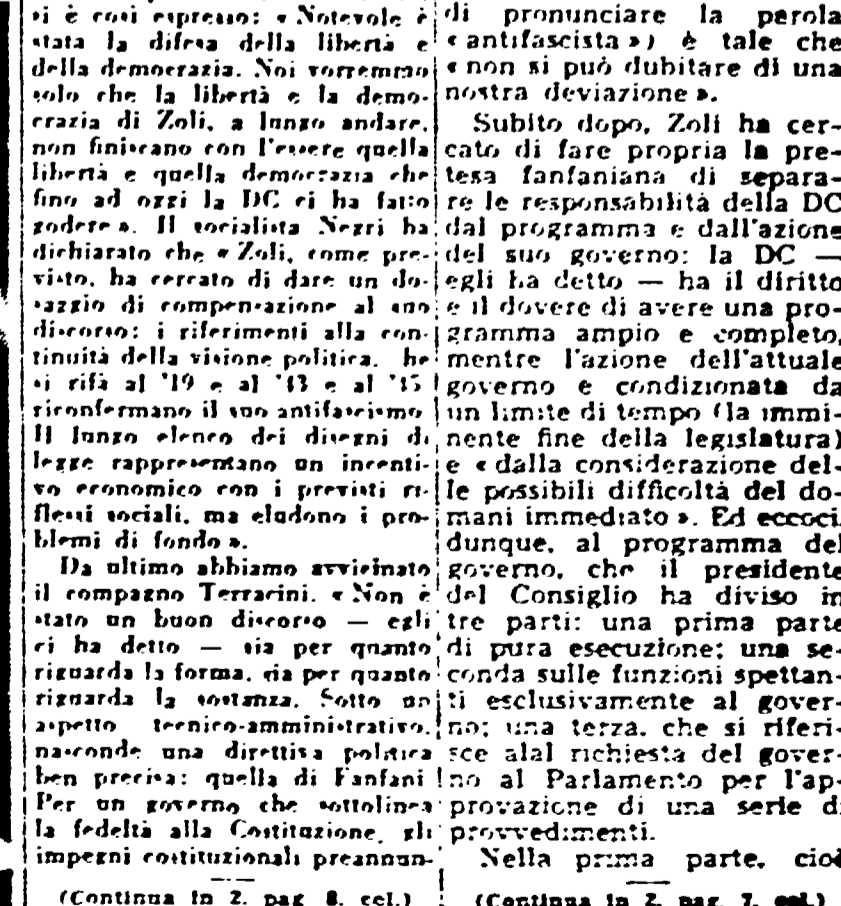 si è così espresso: « Notevole è
stata la difesa della libertà e
della democrazia. Noi vorremmo
solo che la libertà e la demo-
crazia di Zoli, a lungo andare,
non finiscano con l'essere quella
libertà e quella democrazia che
fino ad oggi la DC ci ha fatto
godere ». Il socialista Negri ha
dichiarato che « Zoli, come pre-
visto, ha cercato di dare un do-
saggio di compensazione al suo
discorso: i riferimenti alla con-
tinuità della visione politica, he
si rifà al '19 e al '43 e al '45
riconfermano il suo antifascismo
Il lungo elenco dei disegni di
legge rappresentano un incenti-
vo economico con i previsti ri-
flessi sociali, ma eludono i pro-
blemi di fondo ».
Da ultimo abbiamo avvicinato
il compagno Terracini. « Non è
stato un buon discorso — egli
ci ha detto — sia per quanto
riguarda la forma, sia per quanto
riguarda la sostanza. Sotto un
aspetto tecnico-amministrativo,
nasconde una direttiva politica
ben precisa: quella di Fanfani
Per un governo che sottolinea
la fedeltà alla Costituzione, gli
impegni costituzionali preannun-
(Continua in 2. pag. 8. col.)
di pronunciare la parola
« antifascista ») è tale che
« non si può dubitare di una
nostra deviazione ».
Subito dopo, Zoli ha cer-
cato di fare propria la pre-
tesa fanfaniana di separa-
re le responsabilità della DC
dal programma e dall'azione
del suo governo: la DC —
egli ha detto — ha il diritto
e il dovere di avere una pro-
gramma ampio e completo,
mentre l'azione dell'attuale
governo è condizionata da
un limite di tempo (la immi-
nente fine della legislatura)
e « dalla considerazione del-
le possibili difficoltà del do-
mani immediato ». Ed eccoci,
dunque, al programma del
governo, che il presidente
del Consiglio ha diviso in
tre parti: una prima parte
di pura esecuzione; una se-
conda sulle funzioni spettan-
ti esclusivamente al gover-
no; una terza, che si riferi-
sce alal richiesta del gover-
no al Parlamento per l'ap-
provazione di una serie di
provvedimenti.
Nella prima parte, cioè
(Continua in 2. pag. 7. col.)